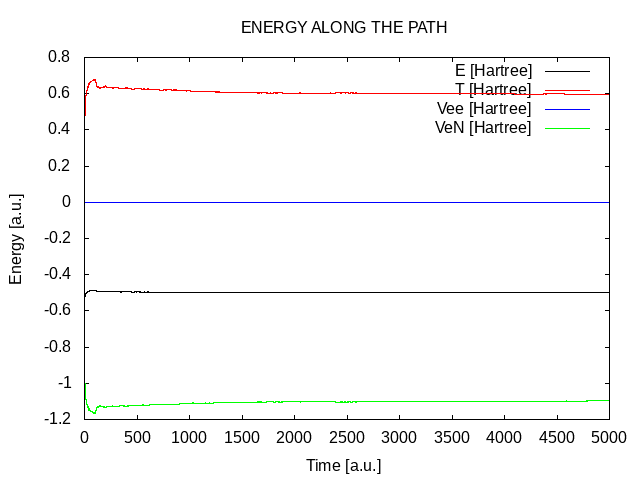 ENERGY ALONG THE PATH
0.8
0.6
0.4
0.2
0
-0.2
-0.4
-0.6
-0.8
-1
-1.2
Energy [a.u.]
E [Hartree]
T [Hartree]
Vee [Hartree]
VeN [Hartree]
0 500 1000 1500 2000 2500 3000 3500 4000 4500 5000
Time [a.u.]